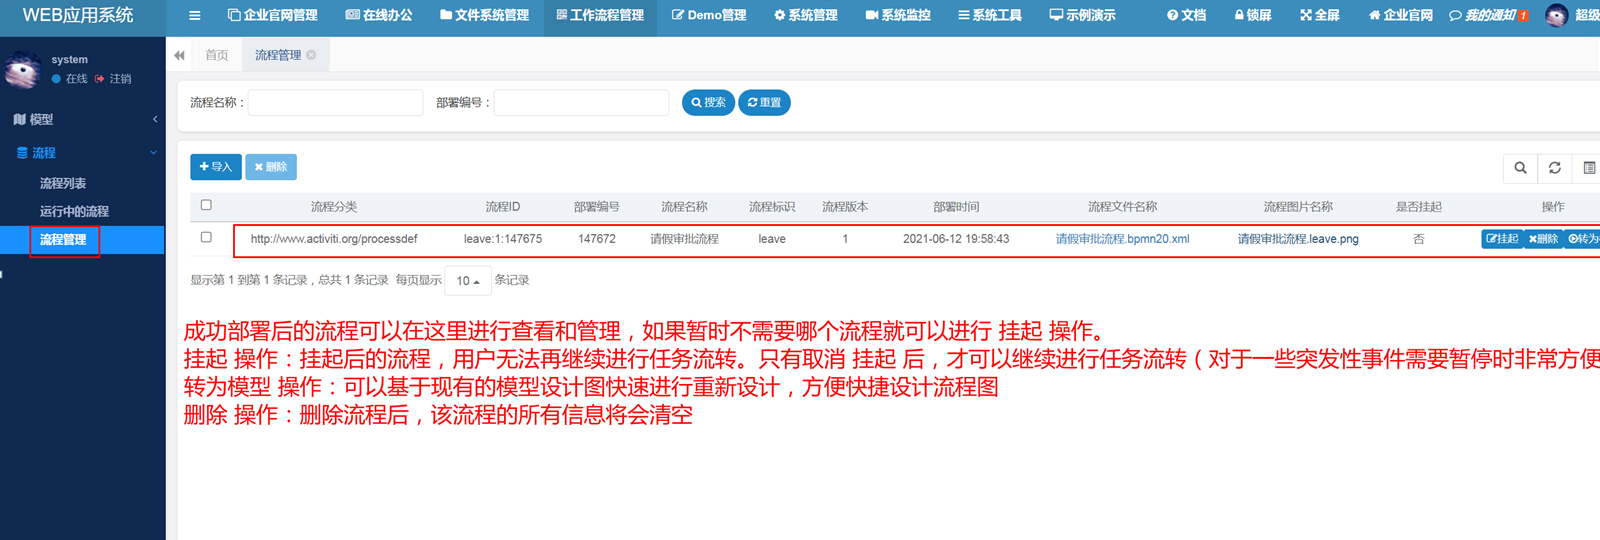 WEB应用系统
企业官网管理 在线办公 文件系统管理 工作流程管理 Demo管理 系统管理 系统监控 系统工具 示例演示 文档 锁屏 全屏 企业官网 我的通知 1 超级
system
在线 注销
首页 流程管理
模型
流程
流程列表
运行中的流程
流程管理
流程名称： 部署编号： 搜索 重置
导入 删除
流程分类 流程ID 部署编号 流程名称 流程标识 流程版本 部署时间 流程文件名称 流程图片名称 是否挂起 操作
http://www.activiti.org/processdef leave:1:147675 147672 请假审批流程 leave 1 2021-06-12 19:58:43 请假审批流程.bpmn20.xml 请假审批流程.leave.png 否 挂起 删除 转为
显示第 1 到第 1 条记录，总共 1 条记录 每页显示 10 条记录
成功部署后的流程可以在这里进行查看和管理，如果暂时不需要哪个流程就可以进行 挂起 操作。
挂起 操作：挂起后的流程，用户无法再继续进行任务流转。只有取消 挂起 后，才可以继续进行任务流转（对于一些突发性事件需要暂停时非常方便
转为模型 操作：可以基于现有的模型设计图快速进行重新设计，方便快捷设计流程图
删除 操作：删除流程后，该流程的所有信息将会清空